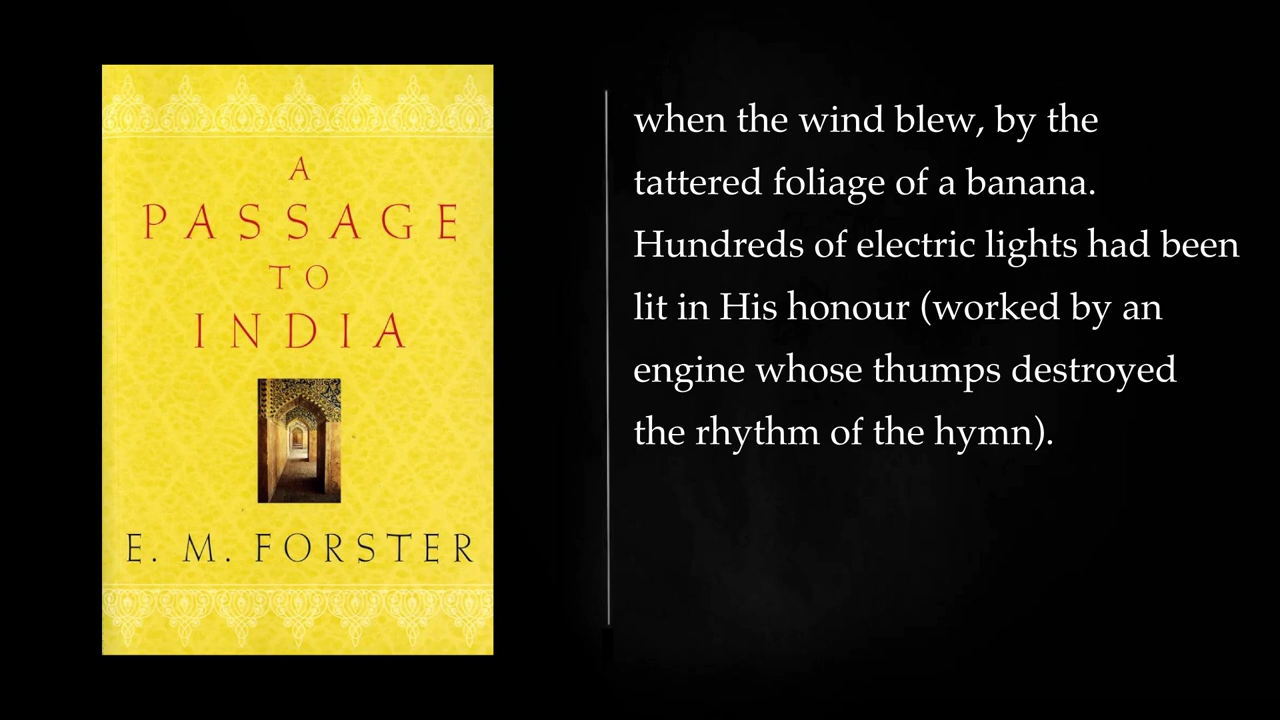 A
PASSAGE
TO
INDIA
E. M. FORSTER
when the wind blew, by the
tattered foliage of a banana.
Hundreds of electric lights had been
lit in His honour (worked by an
engine whose thumps destroyed
the rhythm of the hymn).